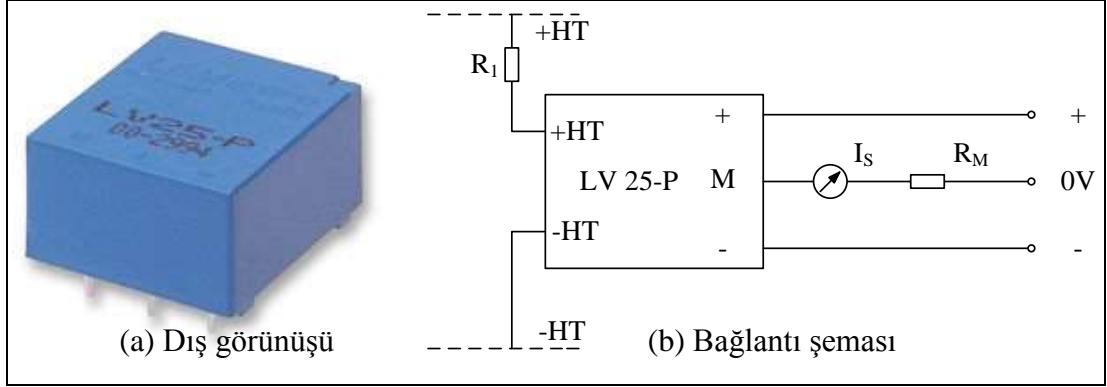 LV25-P
+HT
R1
+HT
+
LV 25-P
M
IS
RM
+
0V
-HT
-
-
-HT
(a) Dış görünüşü
(b) Bağlantı şeması